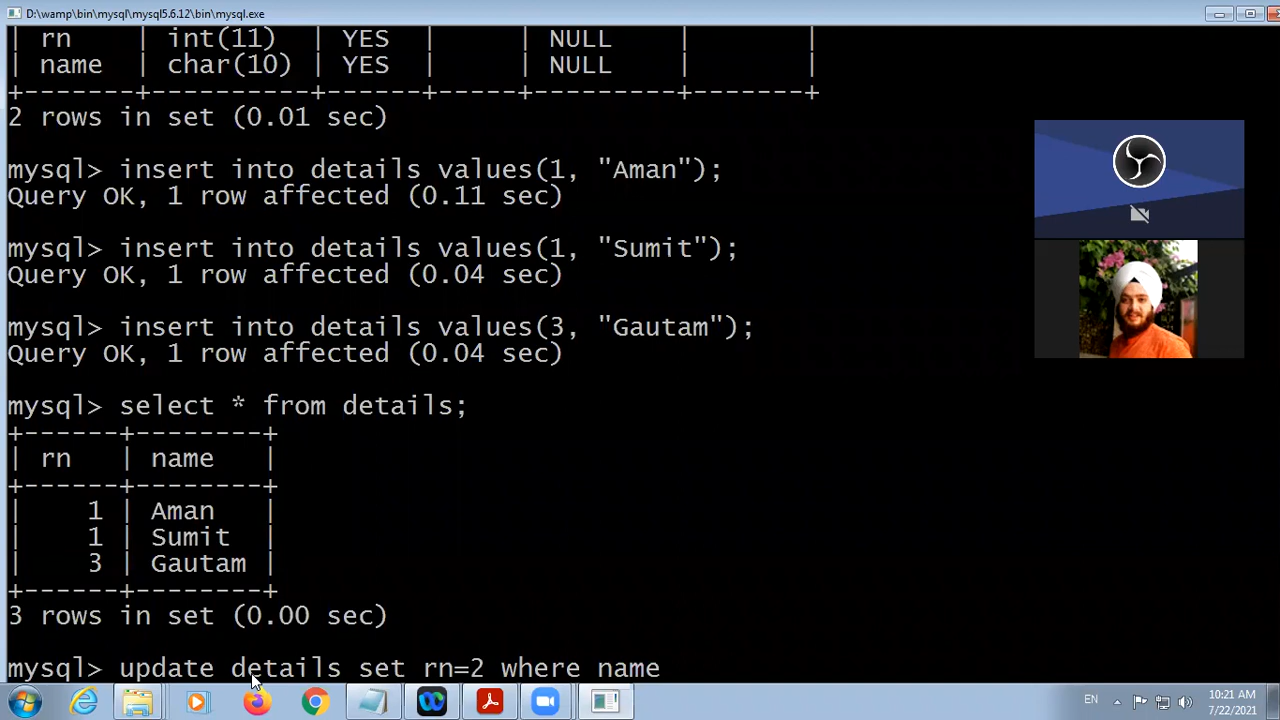 D:\wamp\bin\mysql\mysql5.6.12\bin\mysql.exe
| rn | int(11) | YES | | NULL | |
| name | char(10) | YES | | NULL | |
+-------+----------+------+-----+---------+-------+
2 rows in set (0.01 sec)
mysql> insert into details values(1, "Aman");
Query OK, 1 row affected (0.11 sec)
mysql> insert into details values(1, "Sumit");
Query OK, 1 row affected (0.04 sec)
mysql> insert into details values(3, "Gautam");
Query OK, 1 row affected (0.04 sec)
mysql> select * from details;
+------+--------+
| rn | name |
+------+--------+
| 1 | Aman |
| 1 | Sumit |
| 3 | Gautam |
+------+--------+
3 rows in set (0.00 sec)
mysql> update details set rn=2 where name
EN
10:21 AM
7/22/2021